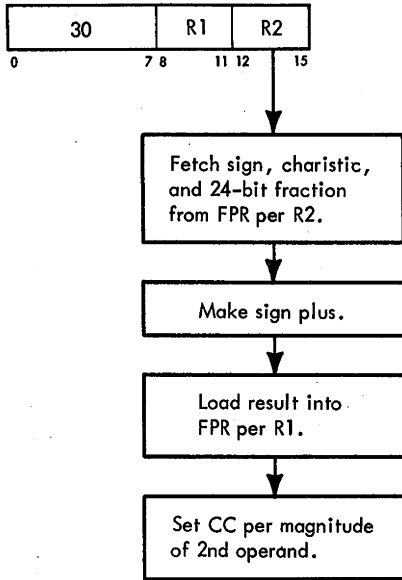 30 R1 R2
0 7 8 11 12 15
Fetch sign, charistic,
and 24-bit fraction
from FPR per R2.
Make sign plus.
Load result into
FPR per R1.
Set CC per magnitude
of 2nd operand.